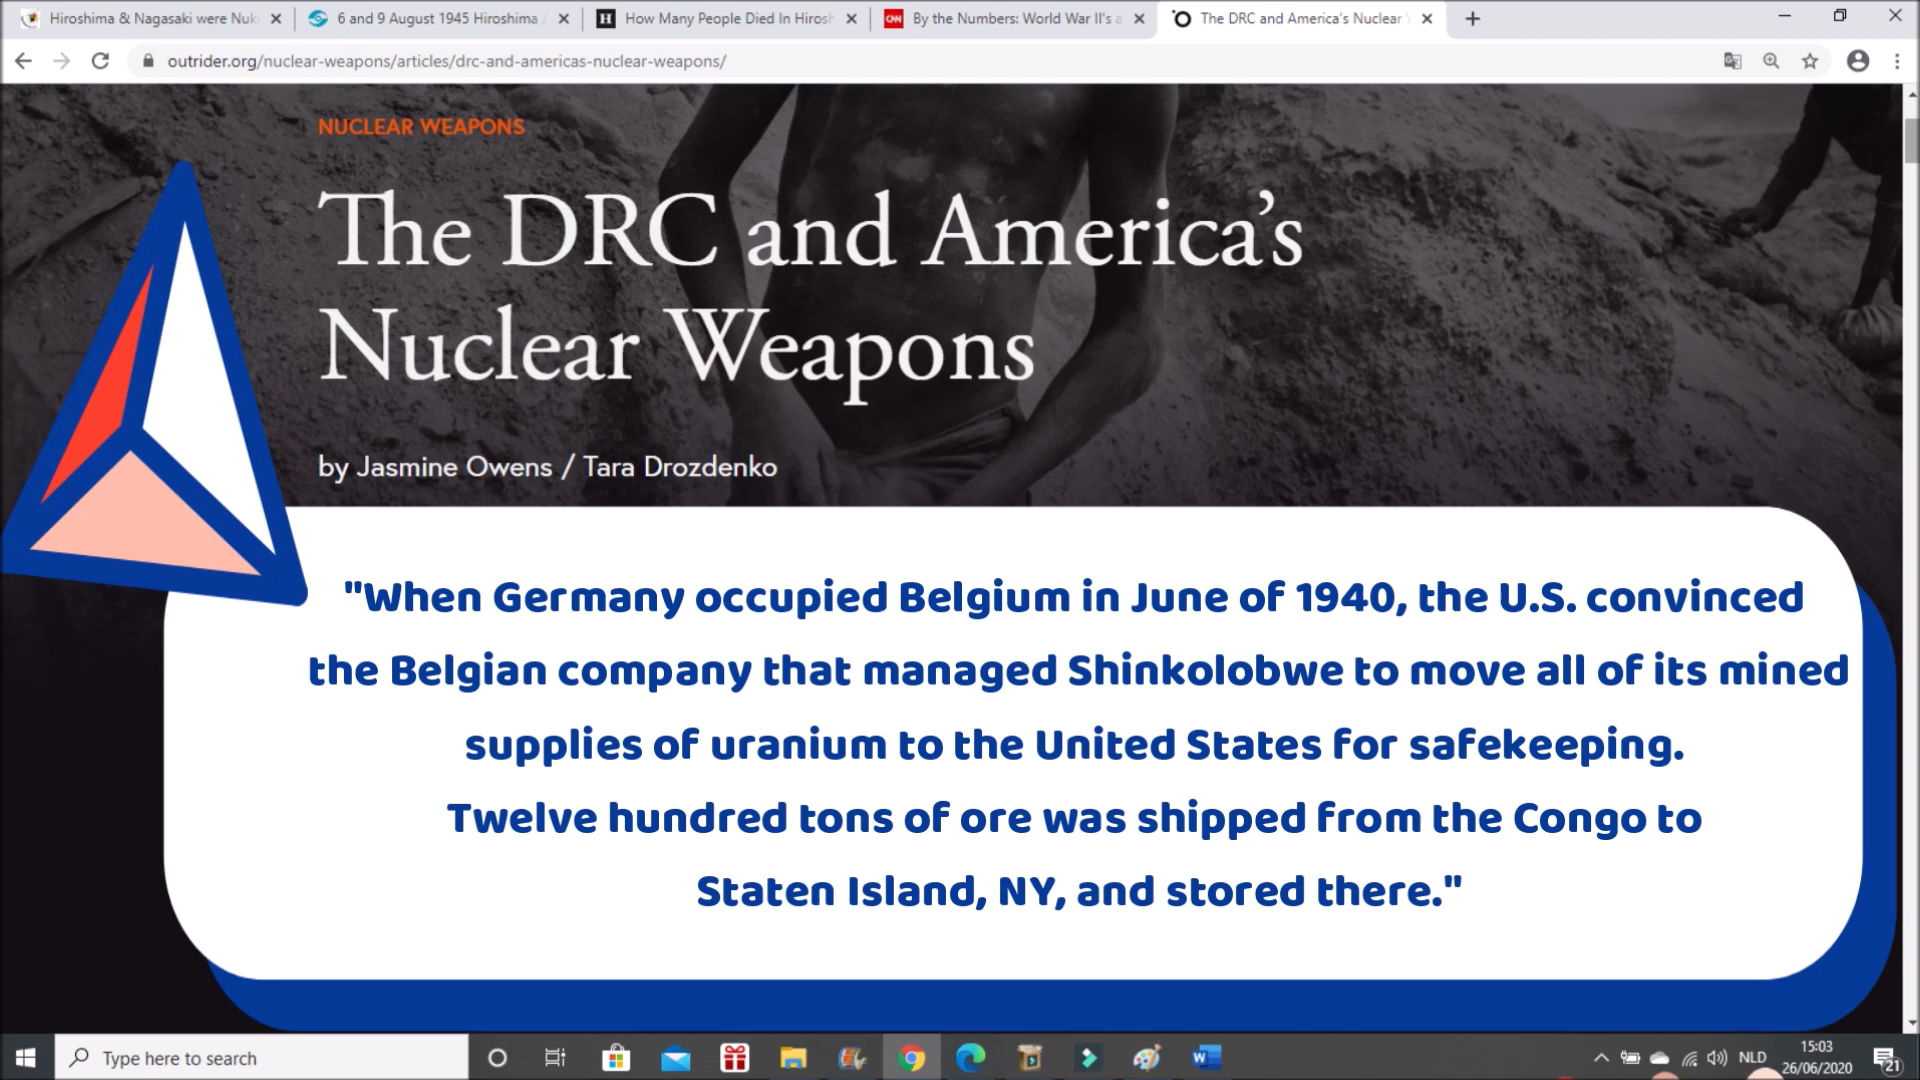 Hiroshima & Nagasaki were Nuk
6 and 9 August 1945 Hiroshima
How Many People Died In Hirosh
CNN
By the Numbers: World War II's a
The DRC and America's Nuclear
outrider.org/nuclear-weapons/articles/drc-and-americas-nuclear-weapons/
NUCLEAR WEAPONS
The DRC and America's
Nuclear Weapons
by Jasmine Owens / Tara Drozdenko
"When Germany occupied Belgium in June of 1940, the U.S. convinced
the Belgian company that managed Shinkolobwe to move all of its mined
supplies of uranium to the United States for safekeeping.
Twelve hundred tons of ore was shipped from the Congo to
Staten Island, NY, and stored there."
Type here to search
NLD
15:03
26/06/2020
21